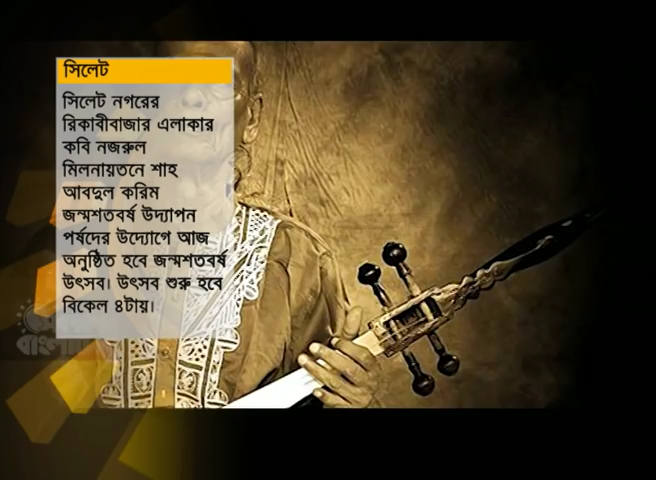 সিলেট
সিলেট নগরের
রিকাবীবাজার এলাকার
কবি নজরুল
মিলনায়তনে শাহ
আবদুল করিম
জন্মশতবর্ষ উদ্যাপন
পর্ষদের উদ্যোগে আজ
অনুষ্ঠিত হবে জন্মশতবর্ষ
উৎসব। উৎসব শুরু হবে
বিকেল ৪টায়।